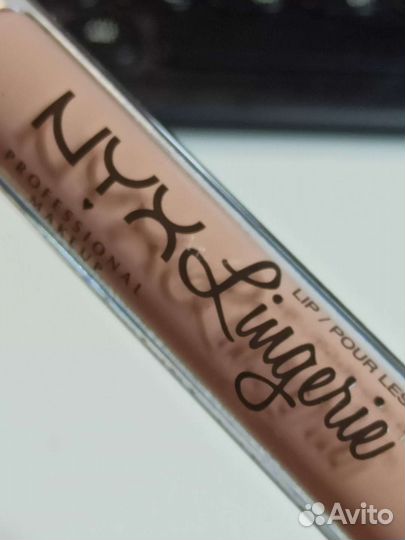 NYX
PROFESSIONAL
MAKEUP
Lingerie
LIP / POUR LES
Avito